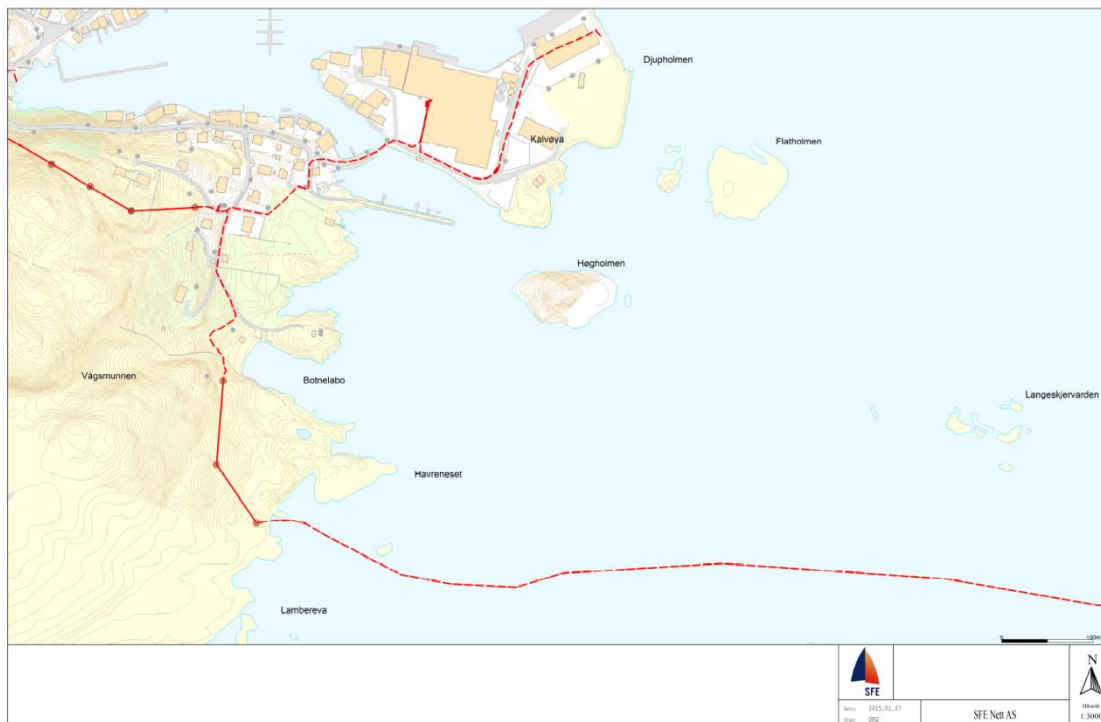 Djupholmen
Kalvøya
Flatholmen
Høgholmen
Vågsmunnen
Botnelabo
Langeskjervarden
Havreneset
Lambereva
0
100m
SFE
N
2015.01.07
SFE Nett AS
1:3000